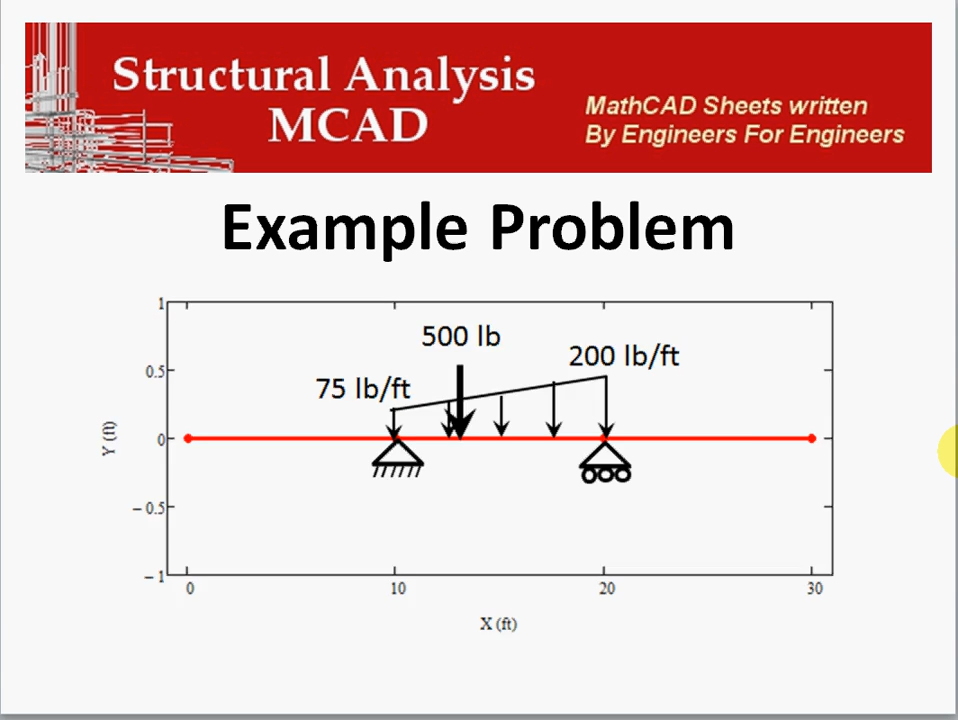 Structural Analysis
MCAD
MathCAD Sheets written
By Engineers For Engineers
Example Problem
1
0.5
0
− 0.5
− 1
Y (ft)
500 lb
200 lb/ft
75 lb/ft
0
10
20
30
X (ft)